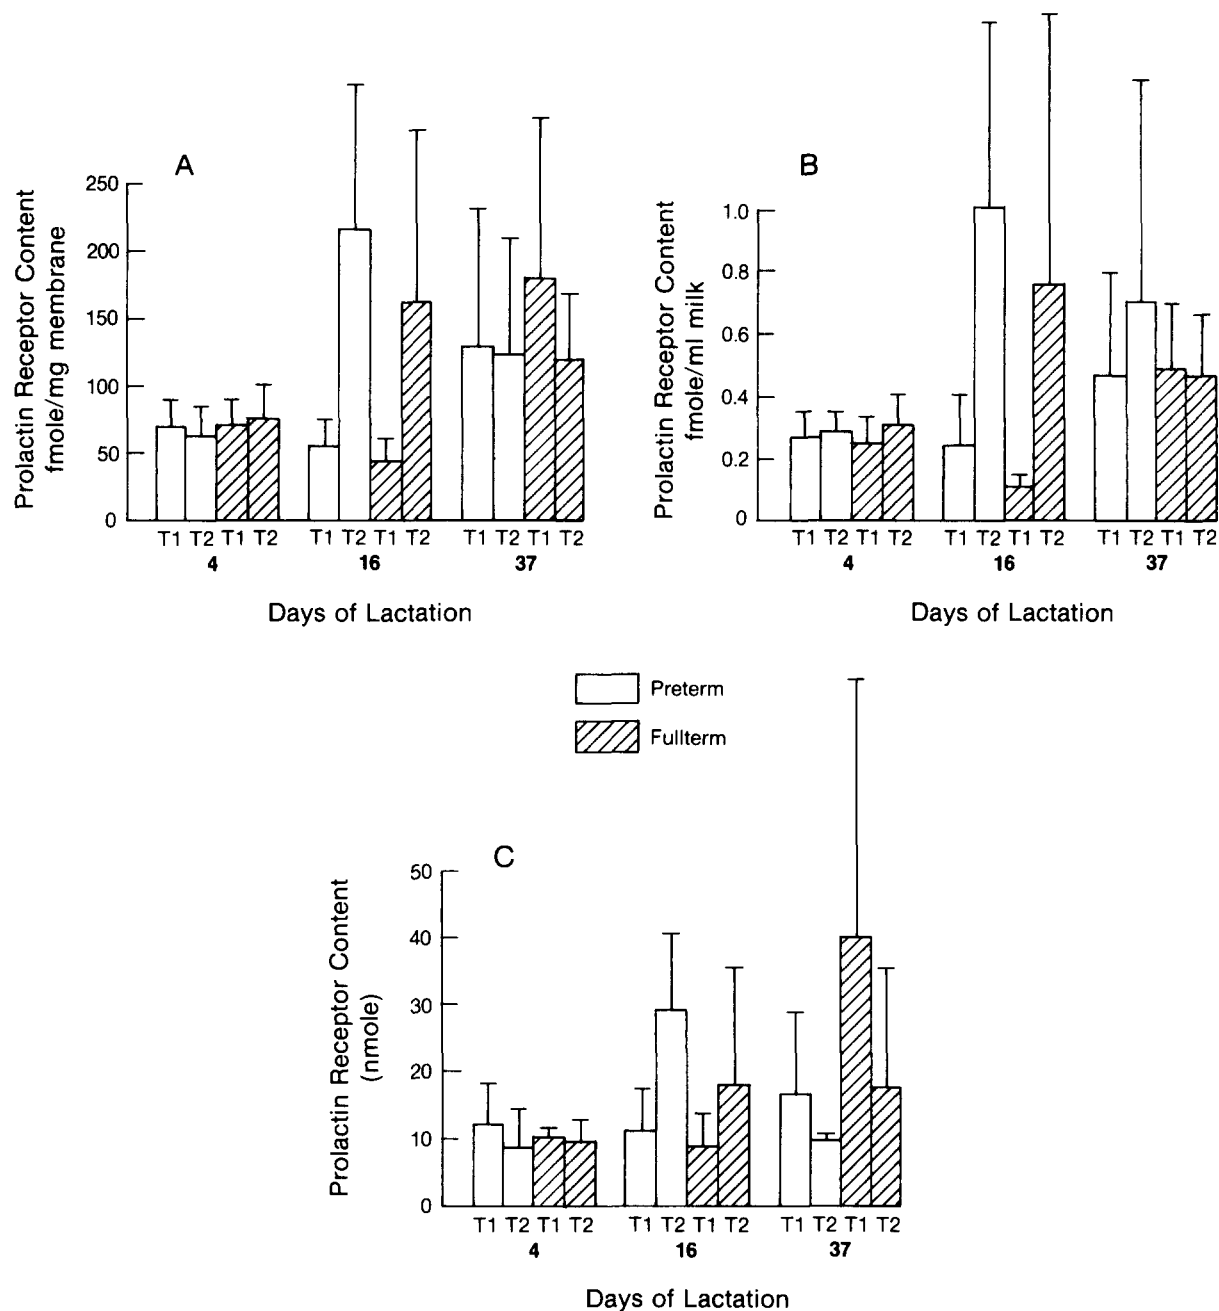 A
Prolactin Receptor Content
fmole/mg membrane
250
200
150
100
50
0
T1 T2 T1 T2 T1 T2 T1 T2 T1 T2 T1 T2
4 16 37
Days of Lactation
B
Prolactin Receptor Content
fmole/ml milk
1.0
0.8
0.6
0.4
0.2
0
T1 T2 T1 T2 T1 T2 T1 T2 T1 T2 T1 T2
4 16 37
Days of Lactation
Preterm
Fullterm
C
Prolactin Receptor Content
(nmole)
50
40
30
20
10
0
T1 T2 T1 T2 T1 T2 T1 T2 T1 T2 T1 T2
4 16 37
Days of Lactation